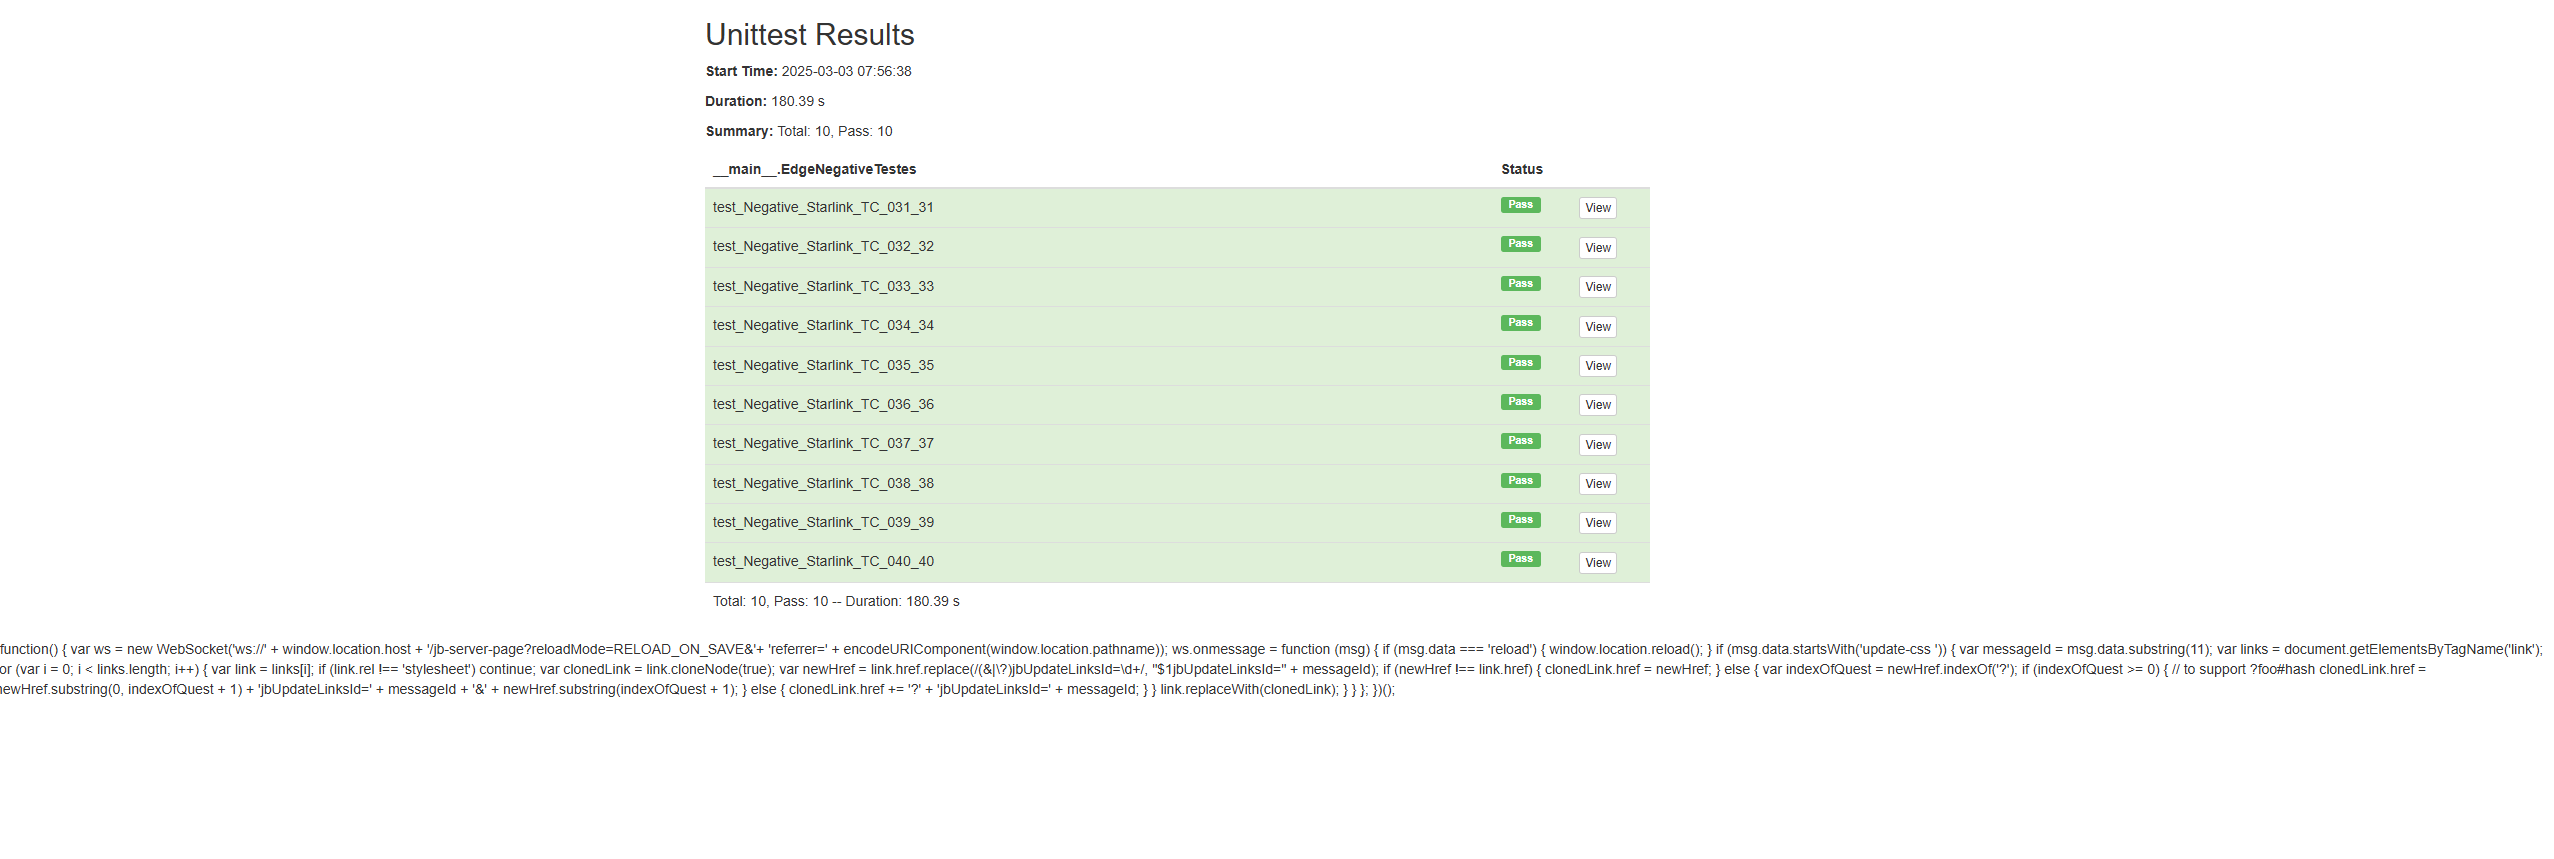 Unittest Results
Start Time: 2025-03-03 07:56:38
Duration: 180.39 s
Summary: Total: 10, Pass: 10
__main__.EdgeNegativeTestes Status
test_Negative_Starlink_TC_031_31 Pass View
test_Negative_Starlink_TC_032_32 Pass View
test_Negative_Starlink_TC_033_33 Pass View
test_Negative_Starlink_TC_034_34 Pass View
test_Negative_Starlink_TC_035_35 Pass View
test_Negative_Starlink_TC_036_36 Pass View
test_Negative_Starlink_TC_037_37 Pass View
test_Negative_Starlink_TC_038_38 Pass View
test_Negative_Starlink_TC_039_39 Pass View
test_Negative_Starlink_TC_040_40 Pass View
Total: 10, Pass: 10 -- Duration: 180.39 s
function() { var ws = new WebSocket('ws://' + window.location.host + '/jb-server-page?reloadMode=RELOAD_ON_SAVE&'+ 'referrer=' + encodeURIComponent(window.location.pathname)); ws.onmessage = function (msg) { if (msg.data === 'reload') { window.location.reload(); } if (msg.data.startsWith('update-css ')) { var messageId = msg.data.substring(11); var links = document.getElementsByTagName('link');
or (var i = 0; i < links.length; i++) { var link = links[i]; if (link.rel !== 'stylesheet') continue; var clonedLink = link.cloneNode(true); var newHref = link.href.replace(/(&|\?)jbUpdateLinksId=\d+/, "$1jbUpdateLinksId=" + messageId); if (newHref !== link.href) { clonedLink.href = newHref; } else { var indexOfQuest = newHref.indexOf('?'); if (indexOfQuest >= 0) { // to support ?foo#hash clonedLink.href =
ewHref.substring(0, indexOfQuest + 1) + 'jbUpdateLinksId=' + messageId + '&' + newHref.substring(indexOfQuest + 1); } else { clonedLink.href += '?' + 'jbUpdateLinksId=' + messageId; } } link.replaceWith(clonedLink); } } }; })();